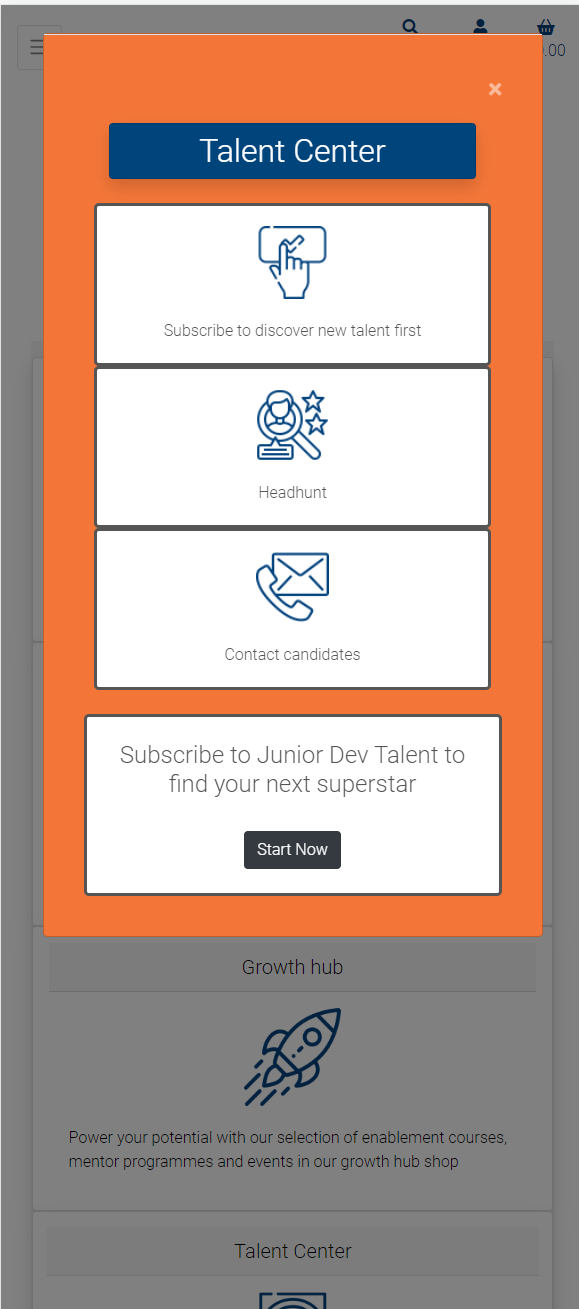 .00
×
Talent Center
Subscribe to discover new talent first
Headhunt
Contact candidates
Subscribe to Junior Dev Talent to
find your next superstar
Start Now
Growth hub
Power your potential with our selection of enablement courses,
mentor programmes and events in our growth hub shop
Talent Center